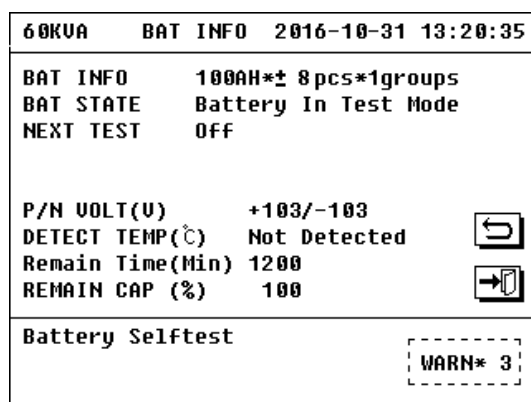 60KVA BAT INFO 2016-10-31 13:20:35
BAT INFO 100AH*± 8pcs*1groups
BAT STATE Battery In Test Mode
NEXT TEST Off
P/N VOLT(V) +103/-103
DETECT TEMP(℃) Not Detected
Remain Time(Min) 1200
REMAIN CAP (%) 100
Battery Selftest
WARN* 3